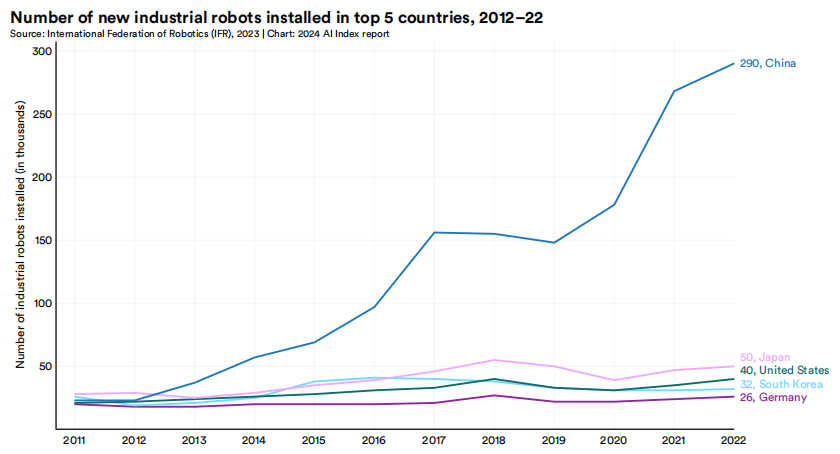 Number of new industrial robots installed in top 5 countries, 2012–22
Source: International Federation of Robotics (IFR), 2023 | Chart: 2024 AI Index report
Number of industrial robots installed (in thousands)
300
250
200
150
100
50
290, China
50, Japan
40, United States
32, South Korea
26, Germany
2011 2012 2013 2014 2015 2016 2017 2018 2019 2020 2021 2022